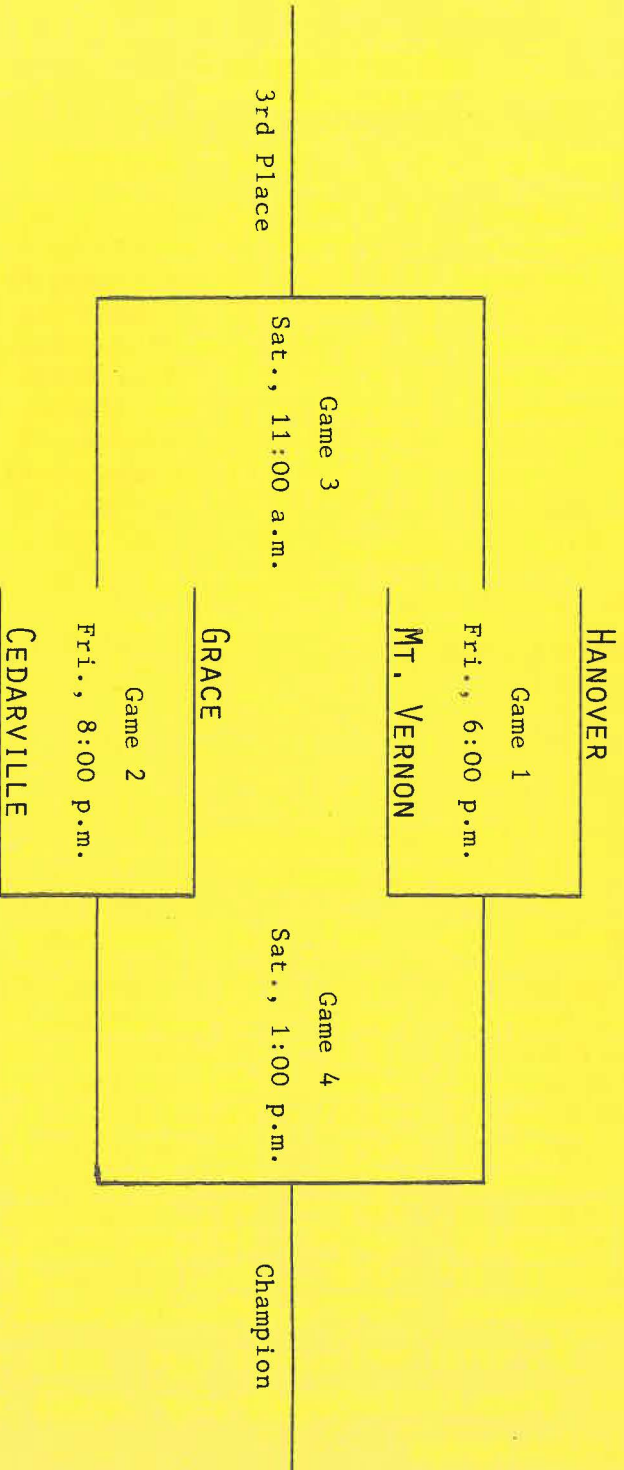 HANOVER
Game 1
Fri., 6:00 p.m.
MT. VERNON
Game 3
Sat., 11:00 a.m.
Game 4
Sat., 1:00 p.m.
3rd Place
Champion
GRACE
Game 2
Fri., 8:00 p.m.
CEDARVILLE